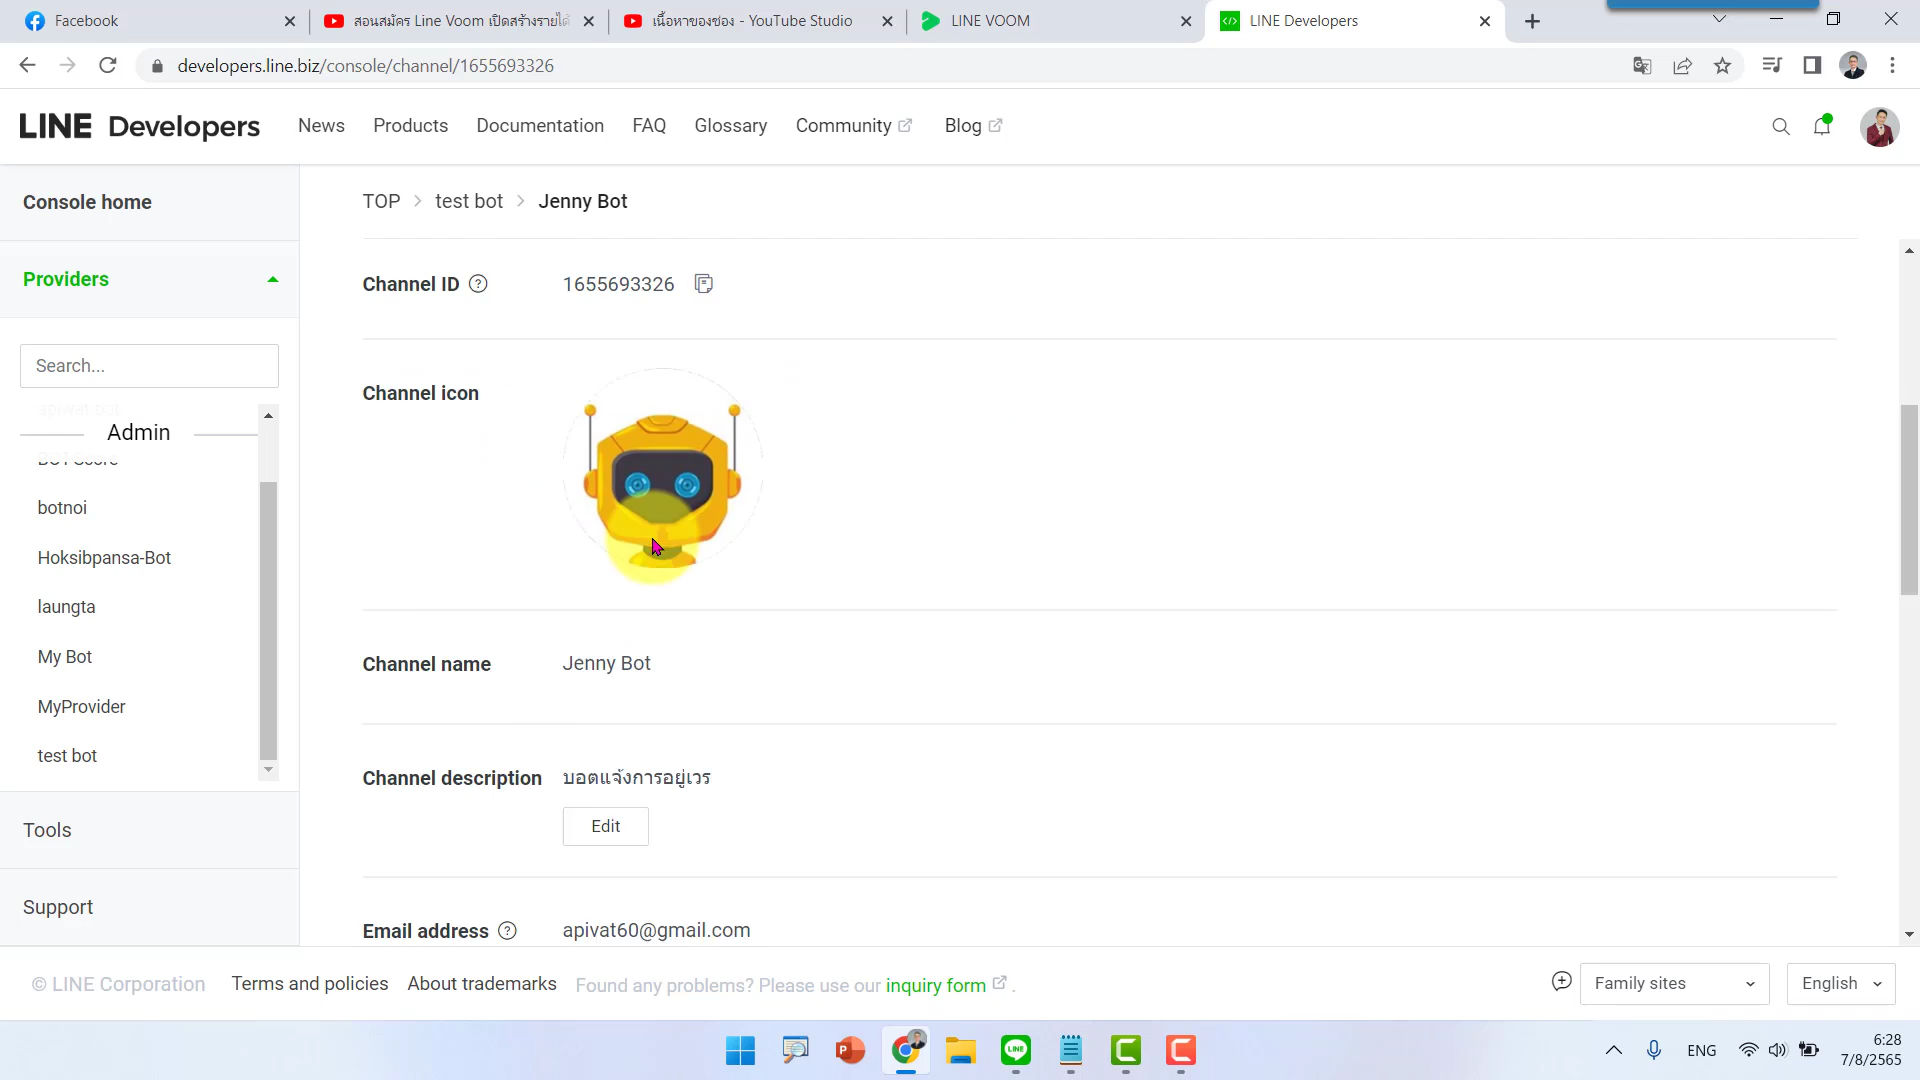 Facebook
สอนสมัคร Line Voom เปิดสร้างรายได้
เนื้อหาของช่อง - YouTube Studio
LINE VOOM
LINE Developers
developers.line.biz/console/channel/1655693326
LINE Developers
News
Products
Documentation
FAQ
Glossary
Community
Blog
Console home
Providers
Search...
apiwat bot
Admin
BOT Score
botnoi
Hoksibpansa-Bot
laungta
My Bot
MyProvider
test bot
Tools
Support
TOP > test bot > Jenny Bot
Channel ID ? 1655693326
Channel icon
Channel name Jenny Bot
Channel description บอตแจ้งการอยู่เวร
Edit
Email address ? apivat60@gmail.com
© LINE Corporation
Terms and policies
About trademarks
Found any problems? Please use our inquiry form .
Family sites
English
LINE
ENG
6:28
7/8/2565